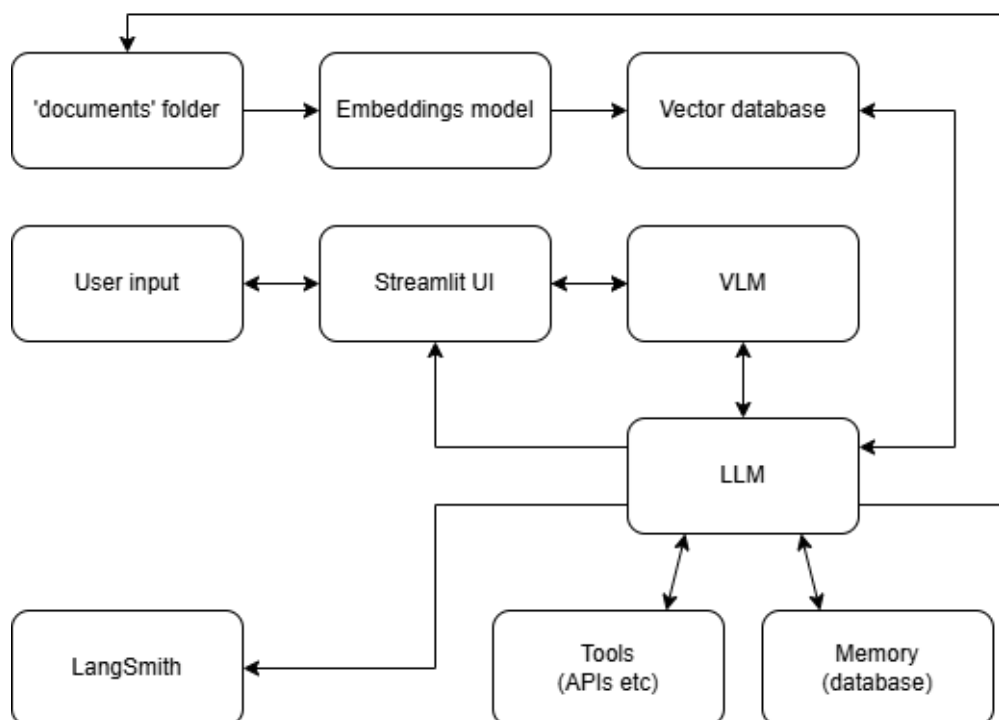 'documents' folder
Embeddings model
Vector database
User input
Streamlit UI
VLM
LLM
LangSmith
Tools
(APIs etc)
Memory
(database)